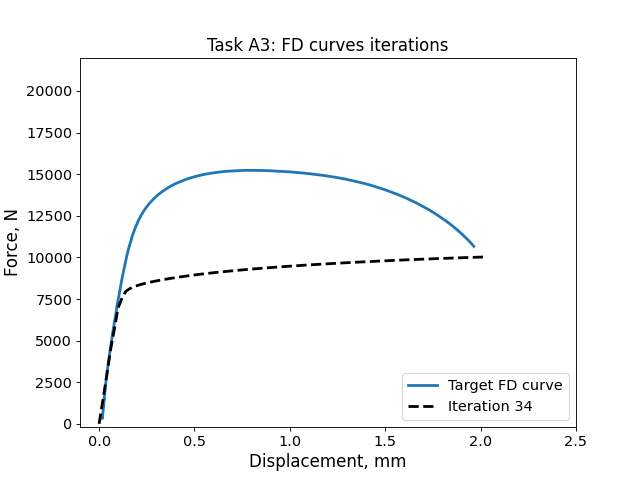 Task A3: FD curves iterations
Force, N
20000
17500
15000
12500
10000
7500
5000
2500
0
0.0 0.5 1.0 1.5 2.0 2.5
Displacement, mm
Target FD curve
Iteration 34